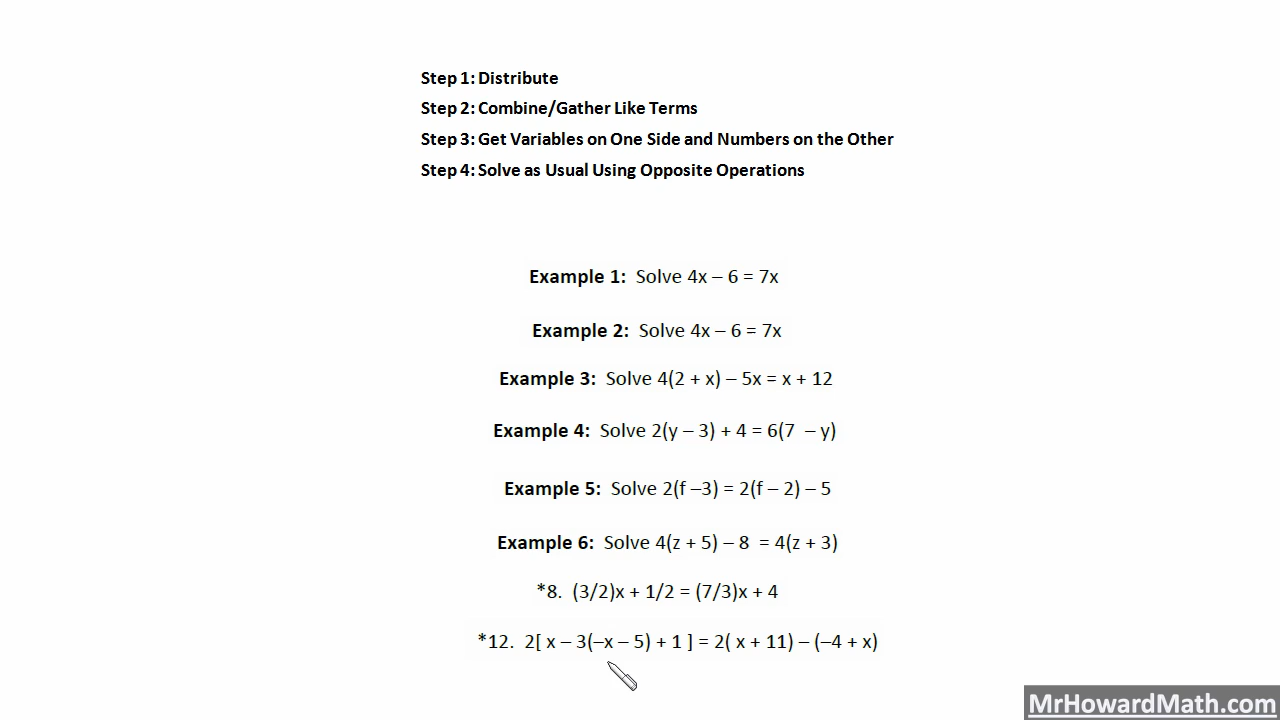 Step 1: Distribute
Step 2: Combine/Gather Like Terms
Step 3: Get Variables on One Side and Numbers on the Other
Step 4: Solve as Usual Using Opposite Operations
Example 1: Solve 4x – 6 = 7x
Example 2: Solve 4x – 6 = 7x
Example 3: Solve 4(2 + x) – 5x = x + 12
Example 4: Solve 2(y – 3) + 4 = 6(7 – y)
Example 5: Solve 2(f –3) = 2(f – 2) – 5
Example 6: Solve 4(z + 5) – 8 = 4(z + 3)
*8. (3/2)x + 1/2 = (7/3)x + 4
*12. 2[ x – 3(–x – 5) + 1 ] = 2( x + 11) – (–4 + x)
MrHowardMath.com